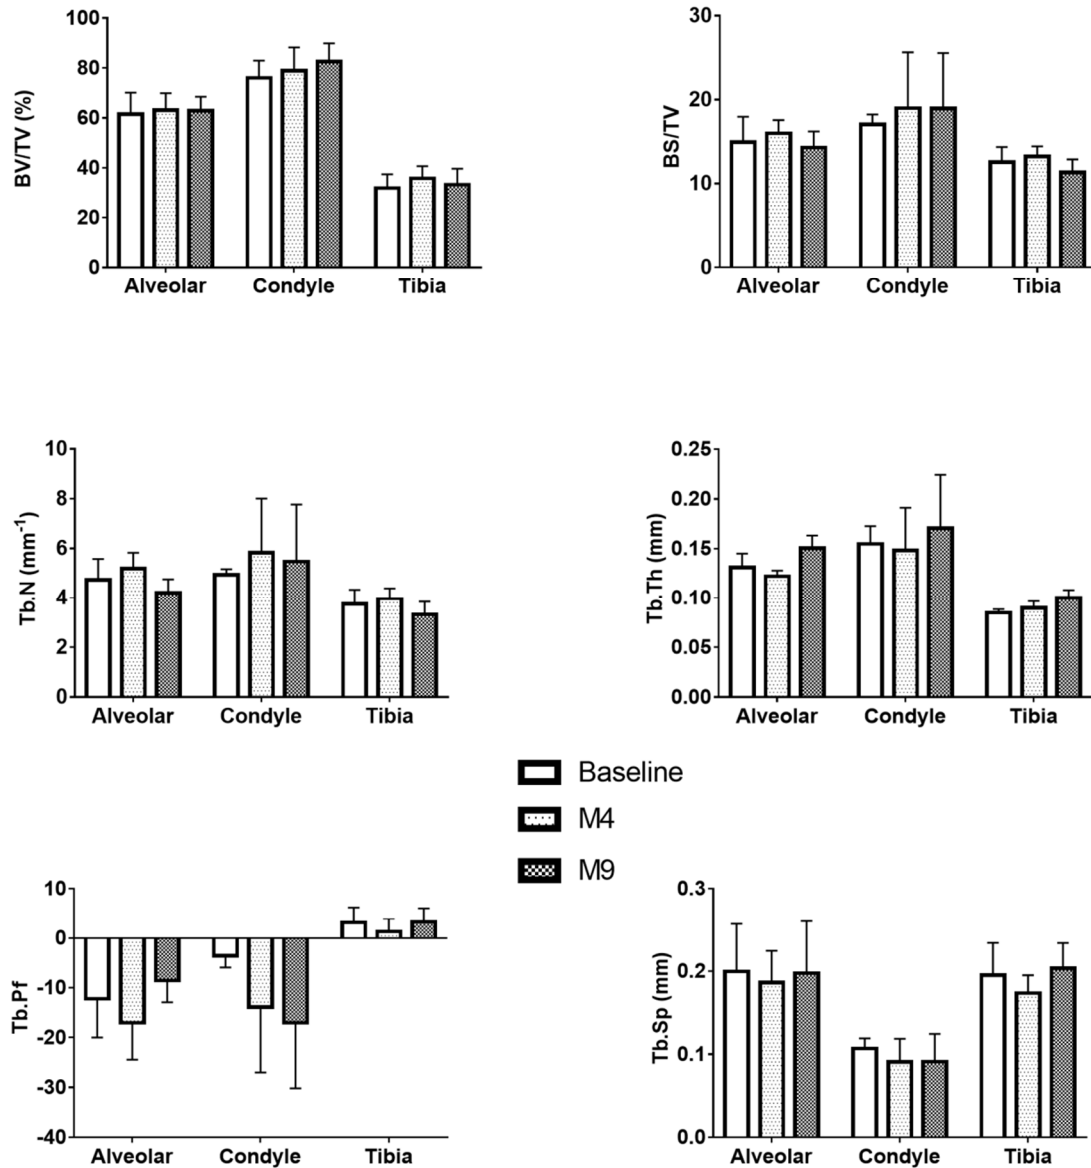 BV/TV (%)
100
80
60
40
20
0
Alveolar Condyle Tibia
BS/TV
30
20
10
0
Alveolar Condyle Tibia
Tb.N (mm⁻¹)
10
8
6
4
2
0
Alveolar Condyle Tibia
Tb.Th (mm)
0.25
0.20
0.15
0.10
0.05
0.00
Alveolar Condyle Tibia
Baseline
M4
M9
Tb.Pf
10
0
-10
-20
-30
-40
Alveolar Condyle Tibia
Tb.Sp (mm)
0.3
0.2
0.1
0.0
Alveolar Condyle Tibia